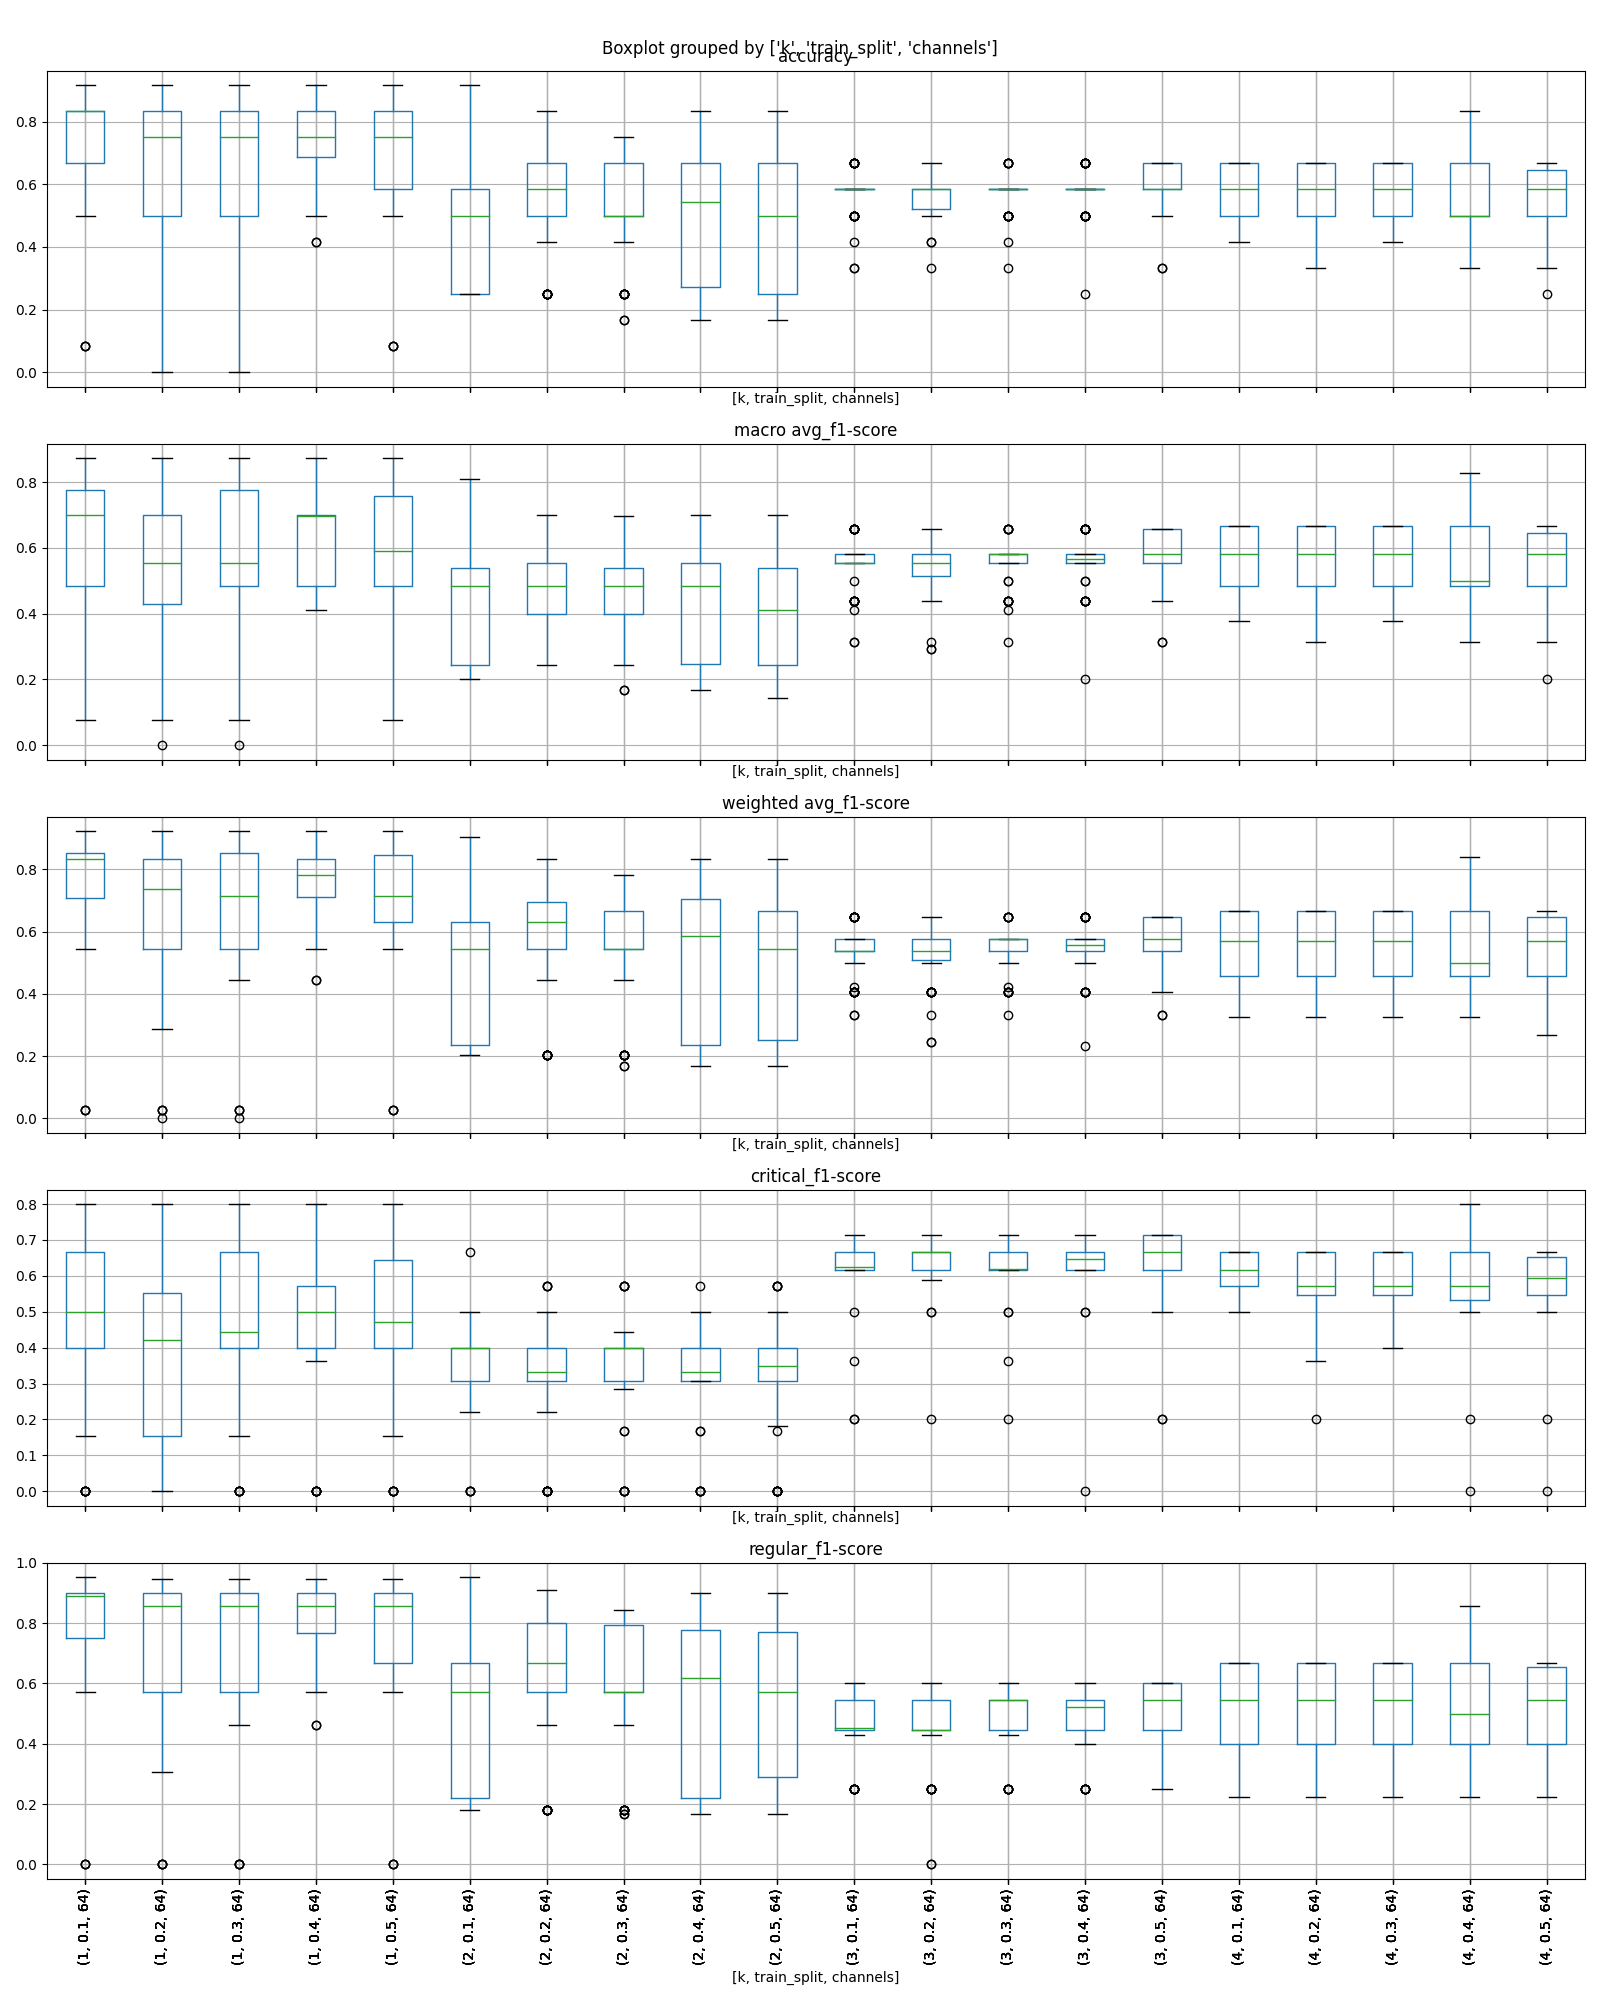 Boxplot grouped by ['k', 'train_split', 'channels']
accuracy
0.8
0.6
0.4
0.2
0.0
[k, train_split, channels]
macro avg_f1-score
0.8
0.6
0.4
0.2
0.0
[k, train_split, channels]
weighted avg_f1-score
0.8
0.6
0.4
0.2
0.0
[k, train_split, channels]
critical_f1-score
0.8
0.7
0.6
0.5
0.4
0.3
0.2
0.1
0.0
[k, train_split, channels]
regular_f1-score
1.0
0.8
0.6
0.4
0.2
0.0
(1, 0.1, 64)
(1, 0.2, 64)
(1, 0.3, 64)
(1, 0.4, 64)
(1, 0.5, 64)
(2, 0.1, 64)
(2, 0.2, 64)
(2, 0.3, 64)
(2, 0.4, 64)
(2, 0.5, 64)
(3, 0.1, 64)
(3, 0.2, 64)
(3, 0.3, 64)
(3, 0.4, 64)
(3, 0.5, 64)
(4, 0.1, 64)
(4, 0.2, 64)
(4, 0.3, 64)
(4, 0.4, 64)
(4, 0.5, 64)
[k, train_split, channels]